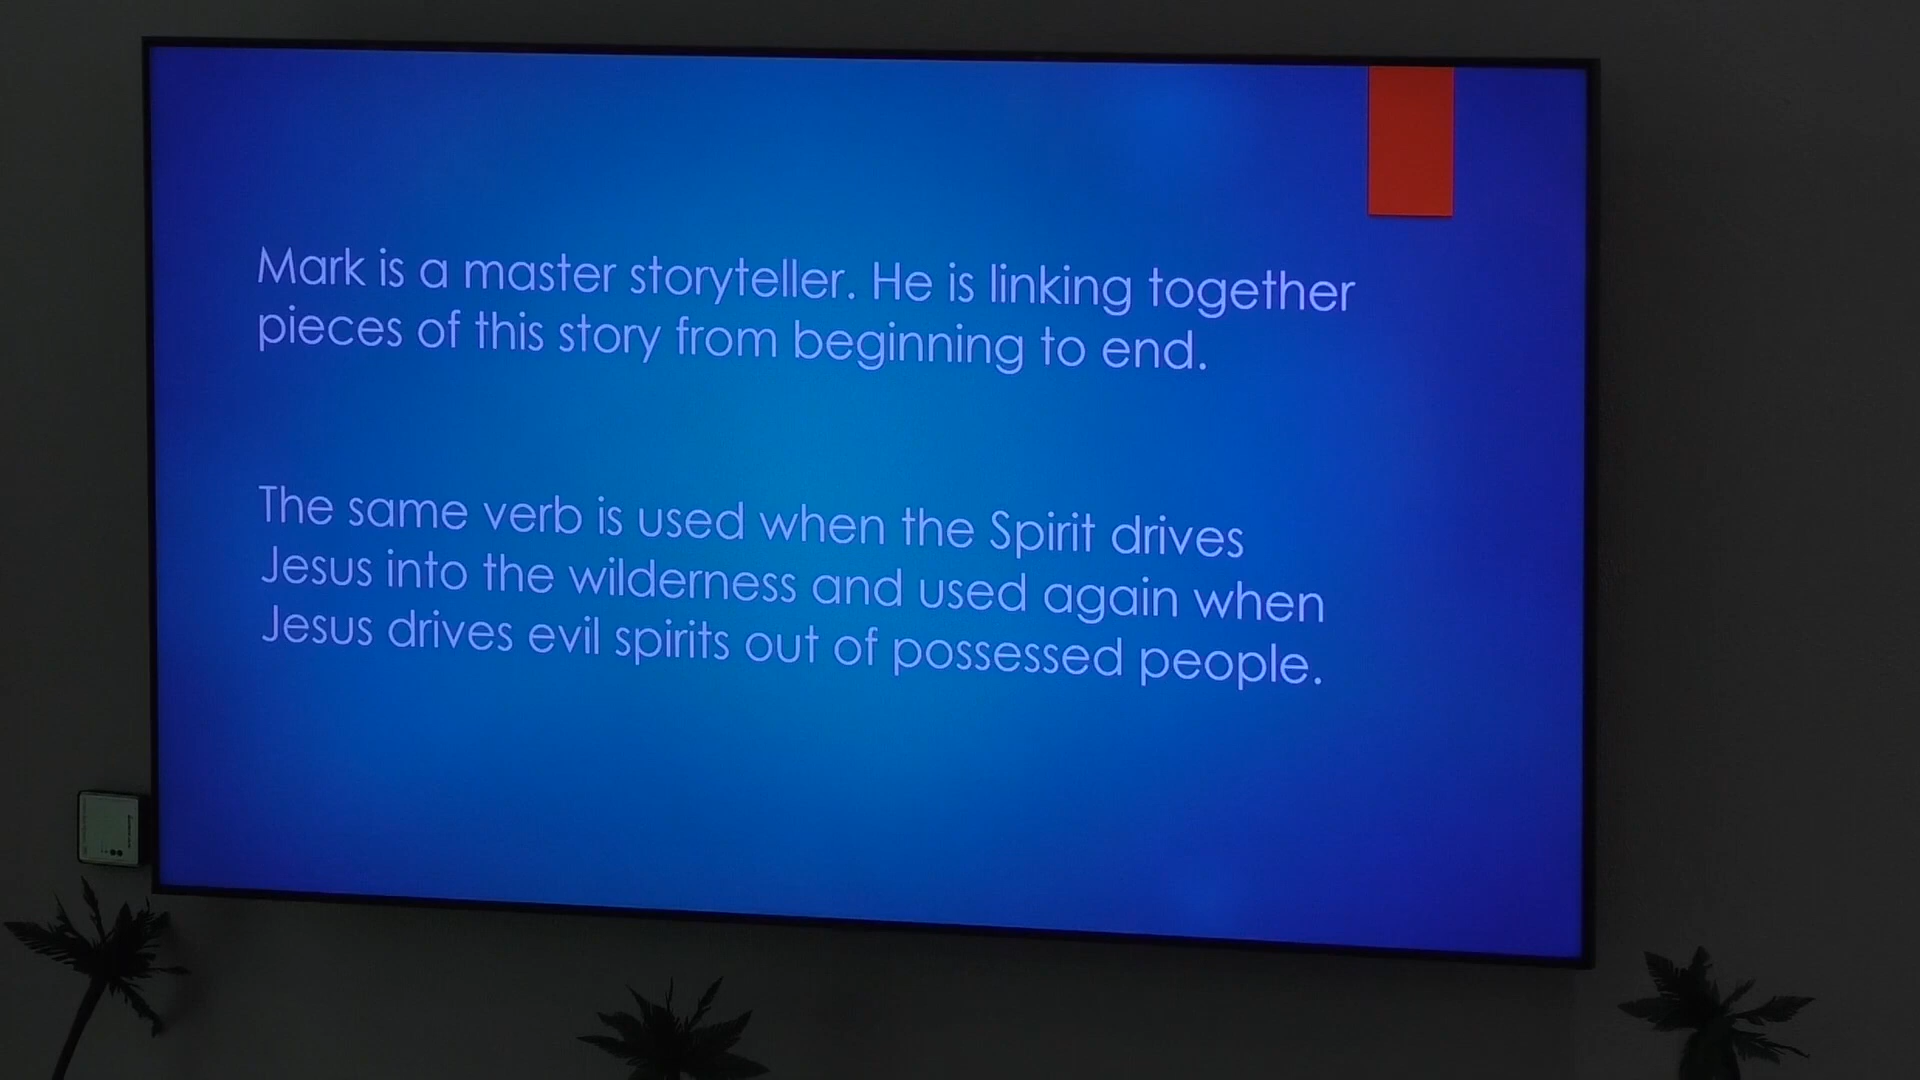 Mark is a master storyteller. He is linking together
pieces of this story from beginning to end.
The same verb is used when the Spirit drives
Jesus into the wilderness and used again when
Jesus drives evil spirits out of possessed people.